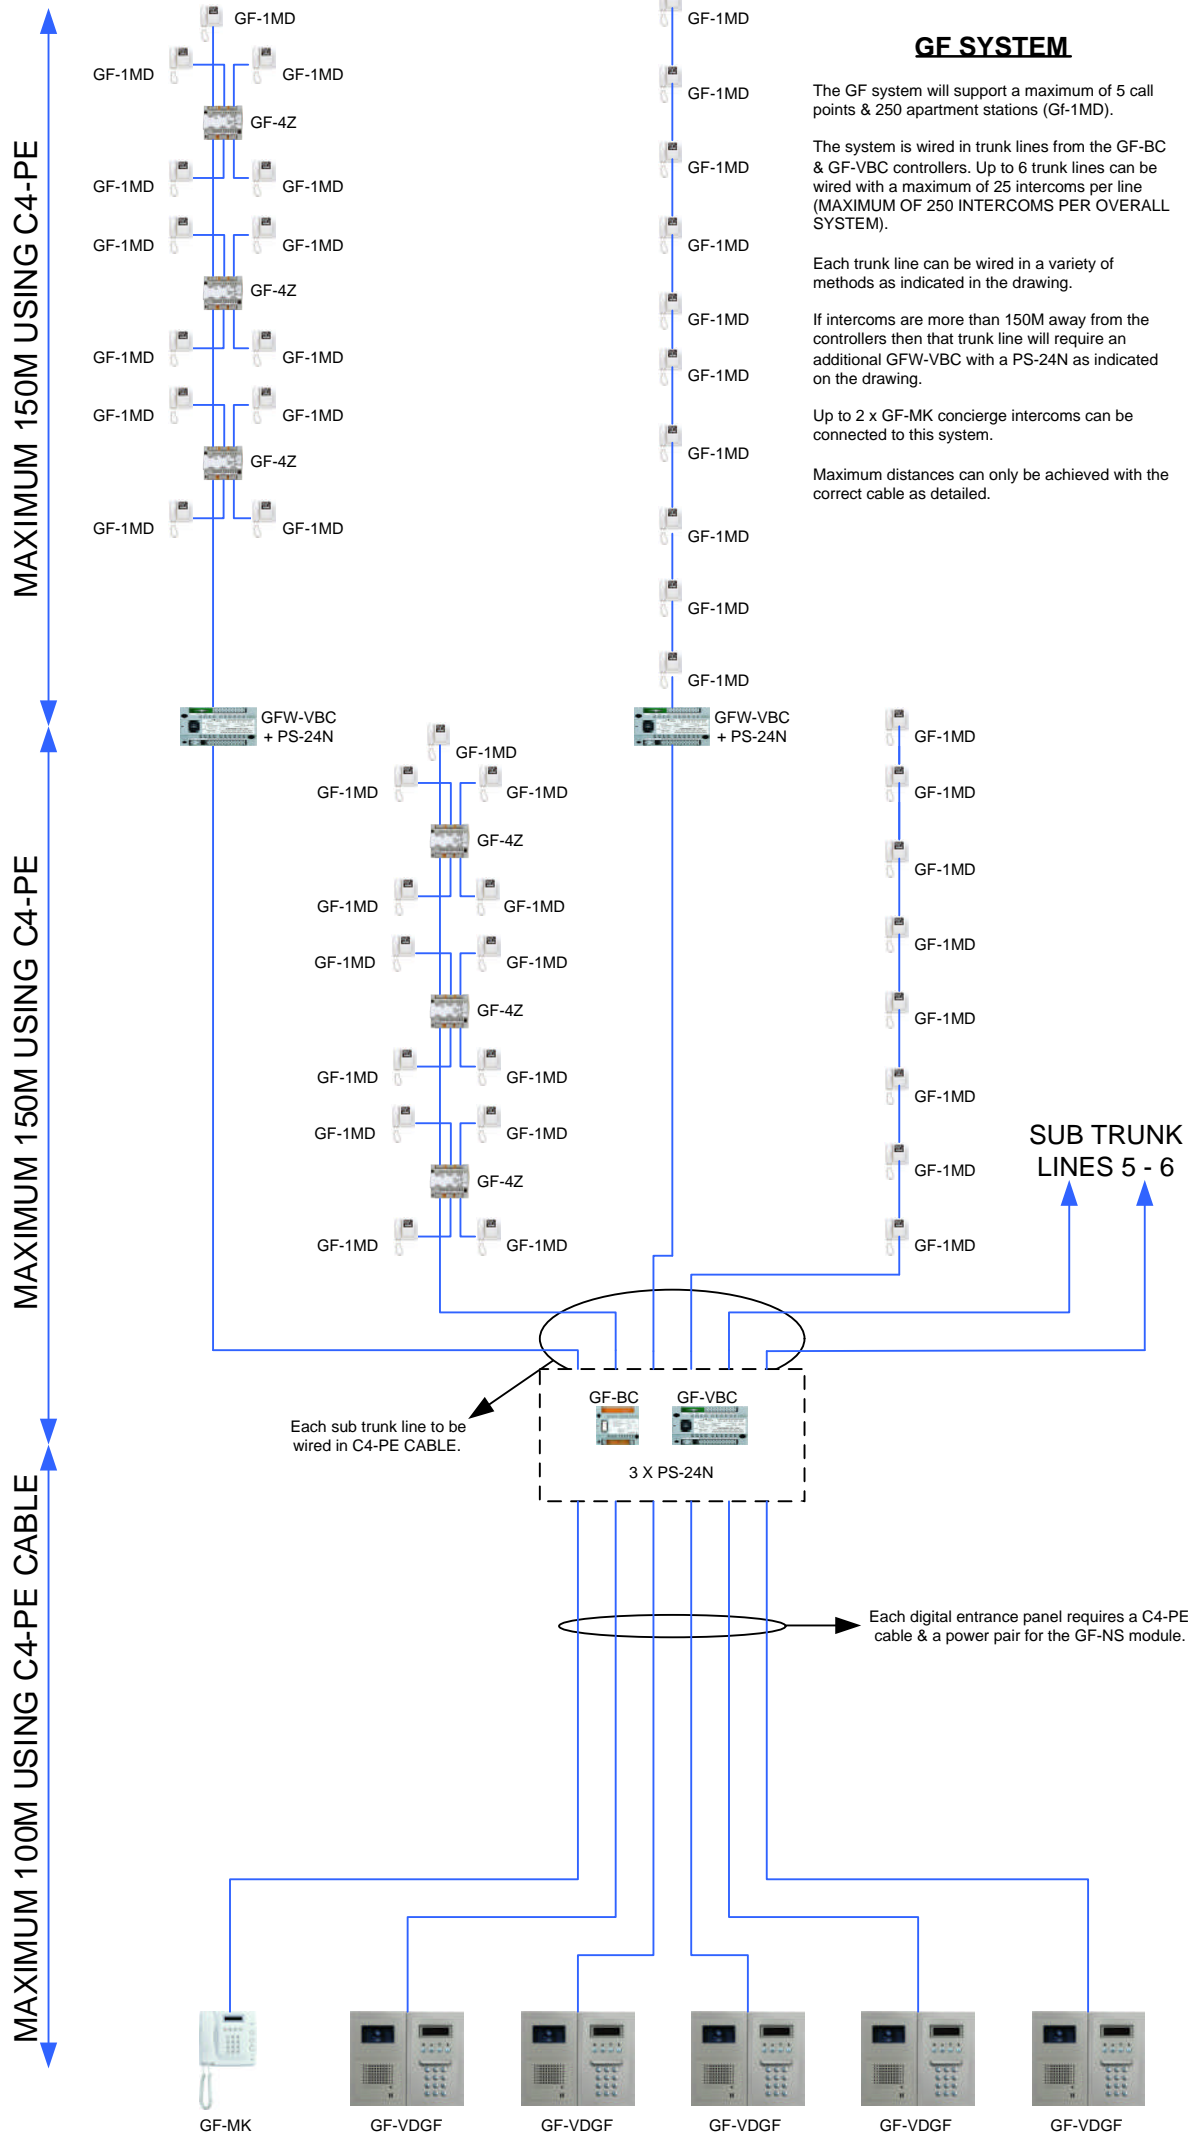 GF SYSTEM
The GF system will support a maximum of 5 call
points & 250 apartment stations (Gf-1MD).
The system is wired in trunk lines from the GF-BC
& GF-VBC controllers. Up to 6 trunk lines can be
wired with a maximum of 25 intercoms per line
(MAXIMUM OF 250 INTERCOMS PER OVERALL
SYSTEM).
Each trunk line can be wired in a variety of
methods as indicated in the drawing.
If intercoms are more than 150M away from the
controllers then that trunk line will require an
additional GFW-VBC with a PS-24N as indicated
on the drawing.
Up to 2 x GF-MK concierge intercoms can be
connected to this system.
Maximum distances can only be achieved with the
correct cable as detailed.
MAXIMUM 150M USING C4-PE
GF-1MD
GF-1MD
GF-1MD
GF-4Z
GF-1MD
GF-1MD
GF-1MD
GF-1MD
GF-4Z
GF-1MD
GF-1MD
GF-1MD
GF-1MD
GF-4Z
GF-1MD
GF-1MD
GFW-VBC
+ PS-24N
GF-1MD
GF-1MD
GF-1MD
GF-1MD
GF-1MD
GF-1MD
GF-1MD
GF-1MD
GF-1MD
GF-1MD
GFW-VBC
+ PS-24N
MAXIMUM 150M USING C4-PE
GF-1MD
GF-1MD
GF-1MD
GF-4Z
GF-1MD
GF-1MD
GF-1MD
GF-1MD
GF-4Z
GF-1MD
GF-1MD
GF-1MD
GF-1MD
GF-4Z
GF-1MD
GF-1MD
GF-1MD
GF-1MD
GF-1MD
GF-1MD
GF-1MD
GF-1MD
GF-1MD
GF-1MD
SUB TRUNK
LINES 5 - 6
GF-BC
GF-VBC
3 X PS-24N
Each sub trunk line to be
wired in C4-PE CABLE.
MAXIMUM 100M USING C4-PE CABLE
Each digital entrance panel requires a C4-PE
cable & a power pair for the GF-NS module.
GF-MK
GF-VDGF
GF-VDGF
GF-VDGF
GF-VDGF
GF-VDGF